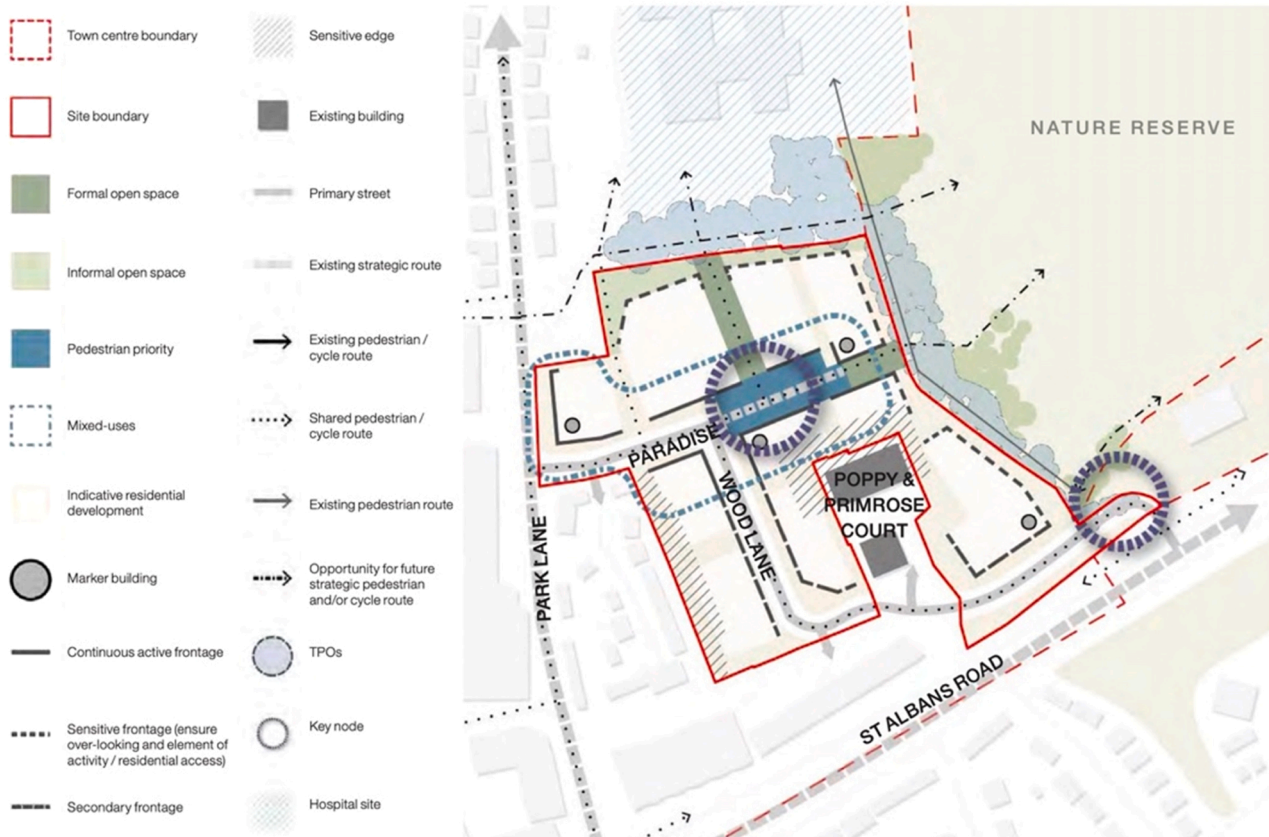 Town centre boundary
Site boundary
Formal open space
Informal open space
Pedestrian priority
Mixed-uses
Indicative residential
development
Marker building
Continuous active frontage
Sensitive frontage (ensure
over-looking and element of
activity / residential access)
Secondary frontage
Sensitive edge
Existing building
Primary street
Existing strategic route
Existing pedestrian /
cycle route
Shared pedestrian /
cycle route
Existing pedestrian route
Opportunity for future
strategic pedestrian
and/or cycle route
TPOs
Key node
Hospital site
NATURE RESERVE
PARADISE
WOOD LANE
POPPY &
PRIMROSE
COURT
PARK LANE
ST ALBANS ROAD